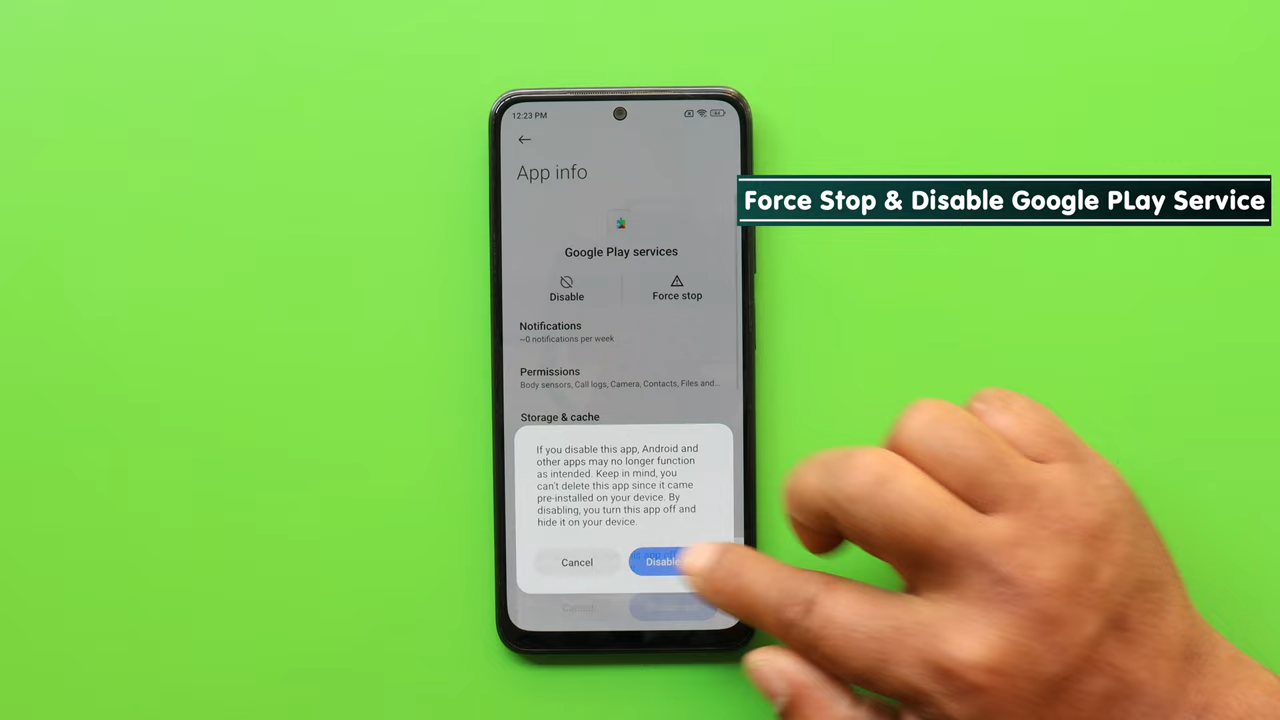 12:23 PM
App info
Force Stop & Disable Google PLay Service
Google Play services
Disable
Force stop
Notifications
~0 notifications per week
Permissions
Body sensors, Call logs, Camera, Contacts, Files and...
Storage & cache
If you disable this app, Android and
other apps may no longer function
as intended. Keep in mind, you
can't delete this app since it came
pre-installed on your device. By
disabling, you turn this app off and
hide it on your device.
Cancel
Disable
Cancel